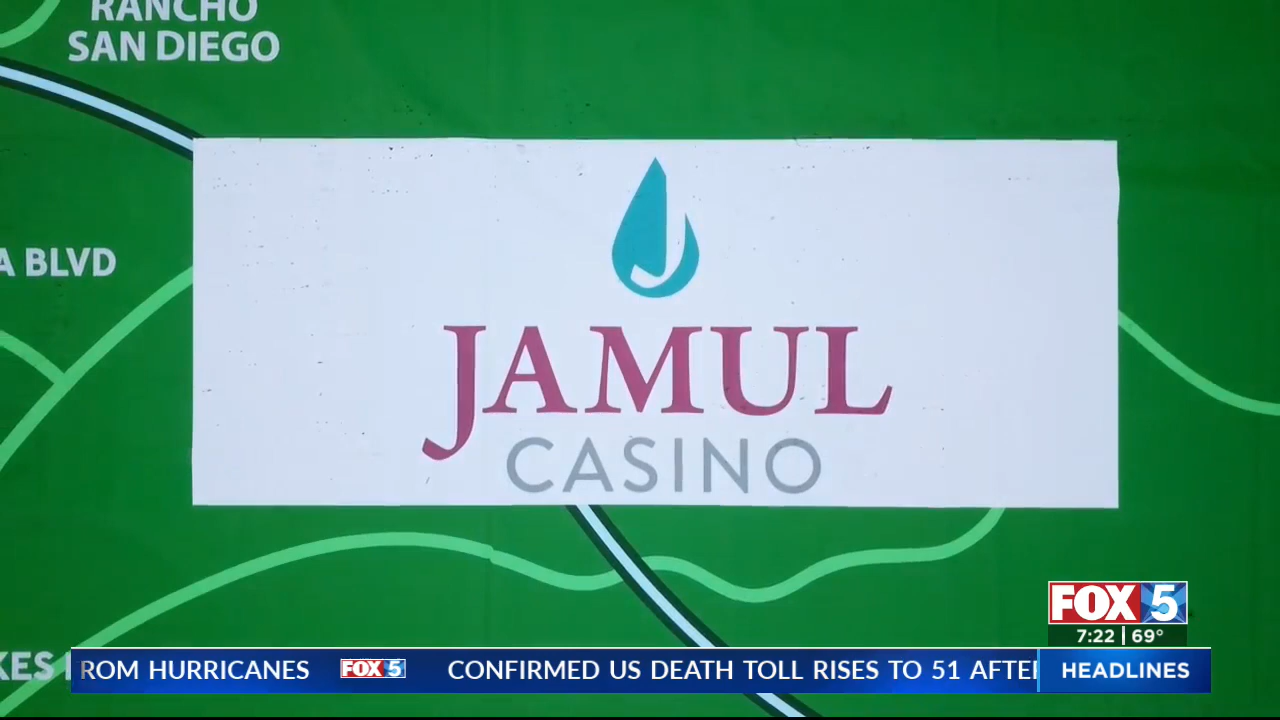 RANCHO
SAN DIEGO
A BLVD
JAMUL
CASINO
FOX 5
7:22 | 69°
KES
ROM HURRICANES FOX 5 CONFIRMED US DEATH TOLL RISES TO 51 AFTE
HEADLINES